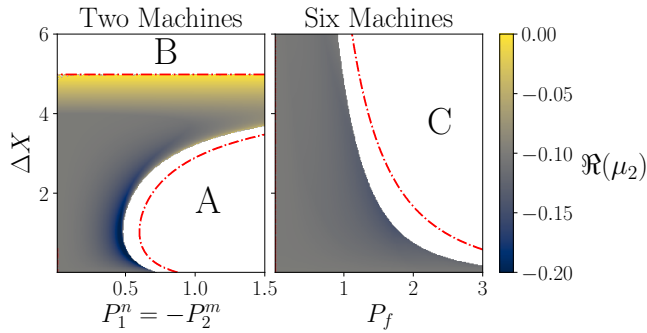 Two Machines
Six Machines
B
A
C
6
4
2
ΔX
0.5
1.0
1.5
P₁ⁿ = −P₂ᵐ
1
2
3
P_f
0.00
−0.05
−0.10
−0.15
−0.20
ℜ(μ₂)